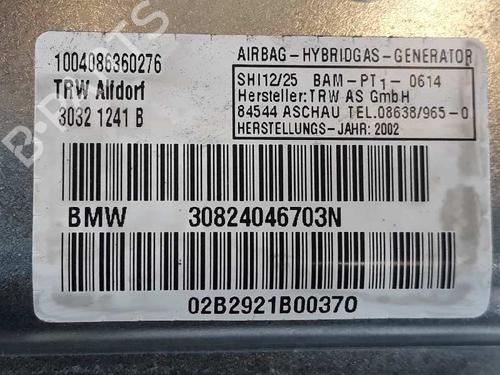 1004086360276
TRW Alfdorf
3032 1241 B
AIRBAG-HYBRIDGAS-GENERATOR
SHI12/25 BAM-PT1-0614
Hersteller:TRW AS GmbH
84544 ASCHAU TEL.08638/965-0
HERSTELLUNGS-JAHR:2002
BMW 30824046703N
02B2921B00370